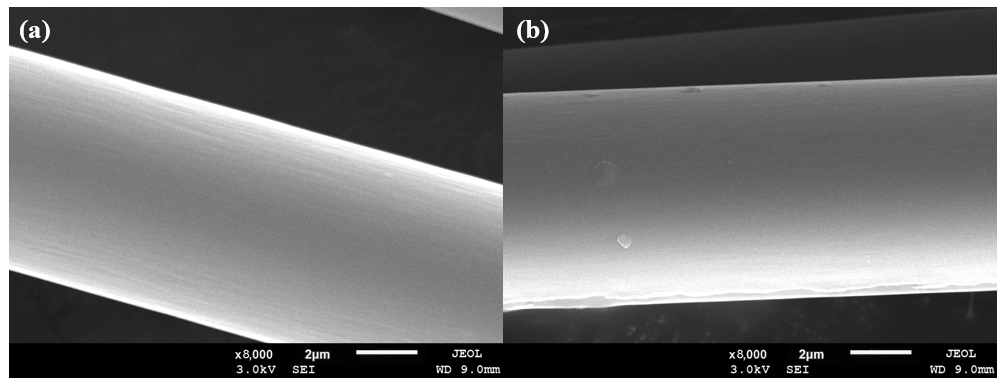 (a)
(b)
x8,000 2μm JEOL
3.0kV SEI WD 9.0mm
x8,000 2μm JEOL
3.0kV SEI WD 9.0mm